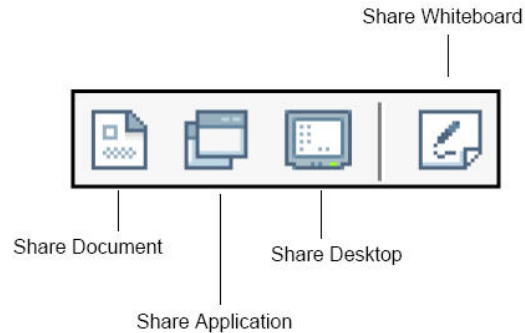 Share Whiteboard
Share Document
Share Desktop
Share Application